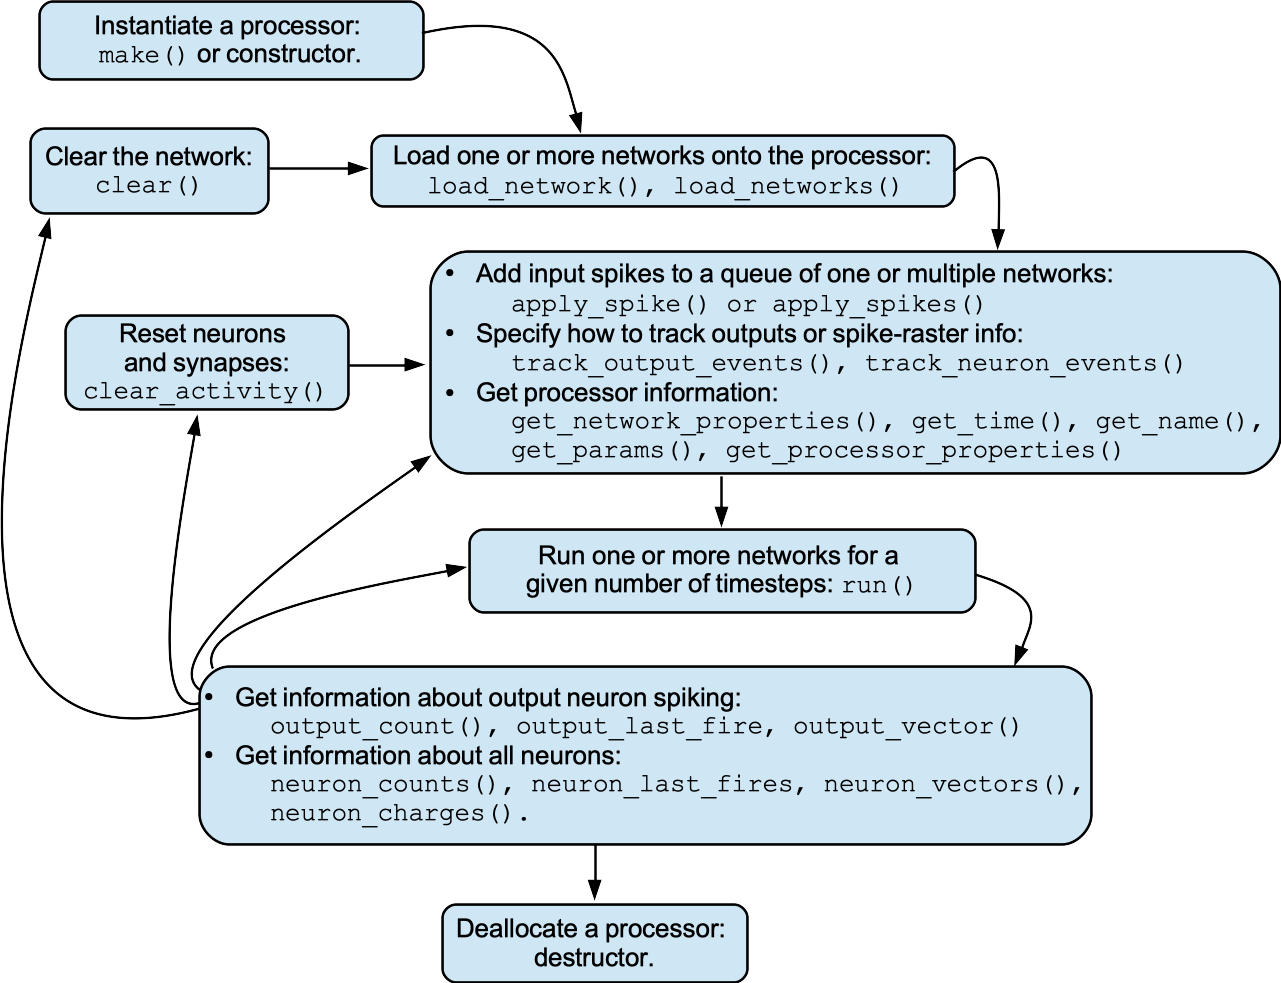 Instantiate a processor:
make() or constructor.
Clear the network:
clear()
Load one or more networks onto the processor:
load_network(), load_networks()
• Add input spikes to a queue of one or multiple networks:
apply_spike() or apply_spikes()
• Specify how to track outputs or spike-raster info:
track_output_events(), track_neuron_events()
• Get processor information:
get_network_properties(), get_time(), get_name(),
get_params(), get_processor_properties()
Reset neurons
and synapses:
clear_activity()
Run one or more networks for a
given number of timesteps: run()
• Get information about output neuron spiking:
output_count(), output_last_fire, output_vector()
• Get information about all neurons:
neuron_counts(), neuron_last_fires, neuron_vectors(),
neuron_charges().
Deallocate a processor:
destructor.